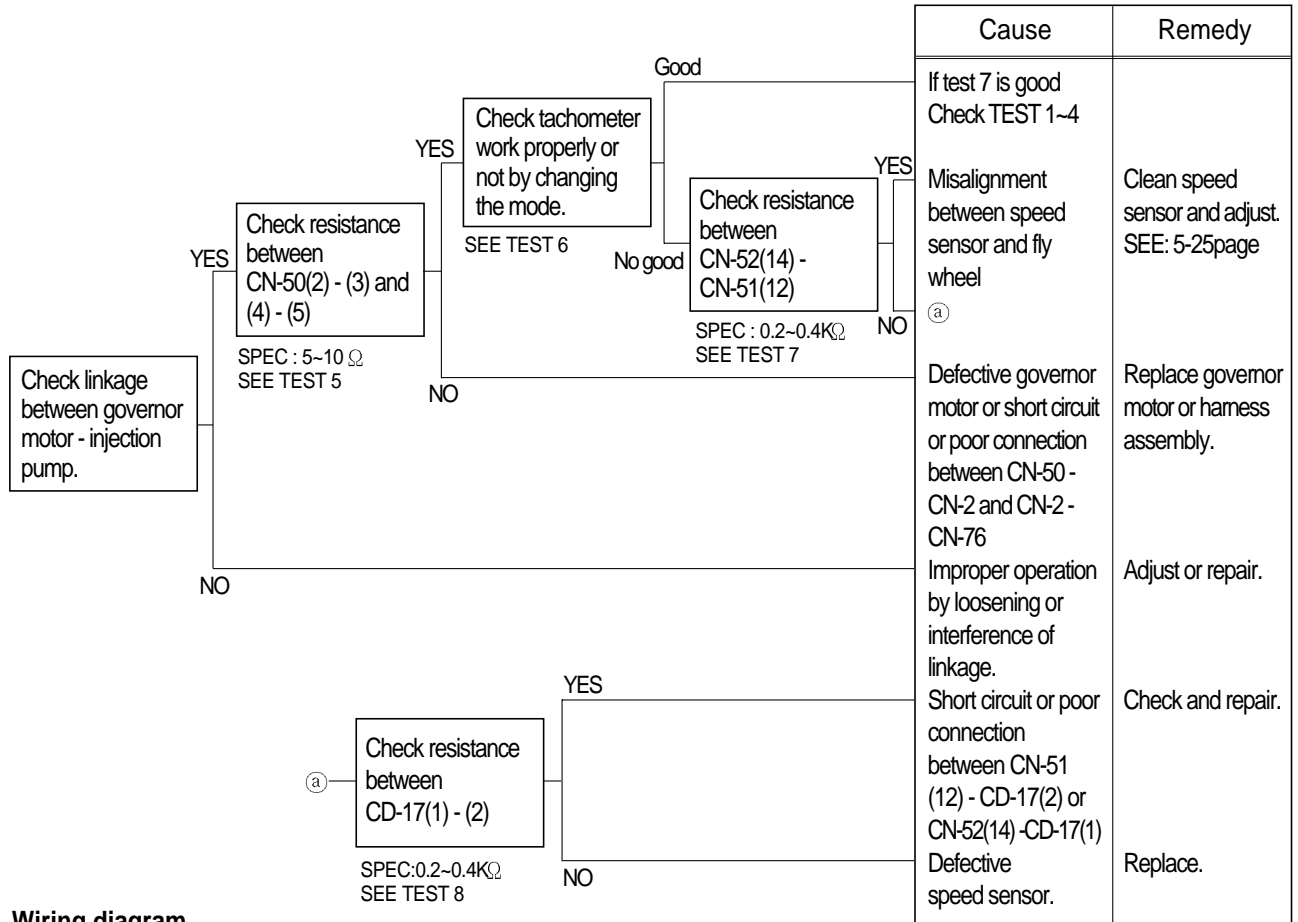 Cause
Remedy
Good
If test 7 is good
Check TEST 1~4
YES
Check tachometer
work properly or
not by changing
the mode.
SEE TEST 6
No good
YES
Check resistance
between
CN-52(14) -
CN-51(12)
SPEC : 0.2~0.4KΩ
SEE TEST 7
NO
Misalignment
between speed
sensor and fly
wheel
ⓐ
Clean speed
sensor and adjust.
SEE: 5-25page
YES
Check resistance
between
CN-50(2) - (3) and
(4) - (5)
SPEC : 5~10 Ω
SEE TEST 5
NO
Defective governor
motor or short circuit
or poor connection
between CN-50 -
CN-2 and CN-2 -
CN-76
Replace governor
motor or harness
assembly.
Check linkage
between governor
motor - injection
pump.
NO
Improper operation
by loosening or
interference of
linkage.
Adjust or repair.
YES
Short circuit or poor
connection
between CN-51
(12) - CD-17(2) or
CN-52(14) -CD-17(1)
Check and repair.
ⓐ
Check resistance
between
CD-17(1) - (2)
SPEC:0.2~0.4KΩ
SEE TEST 8
NO
Defective
speed sensor.
Replace.
Wiring diagram